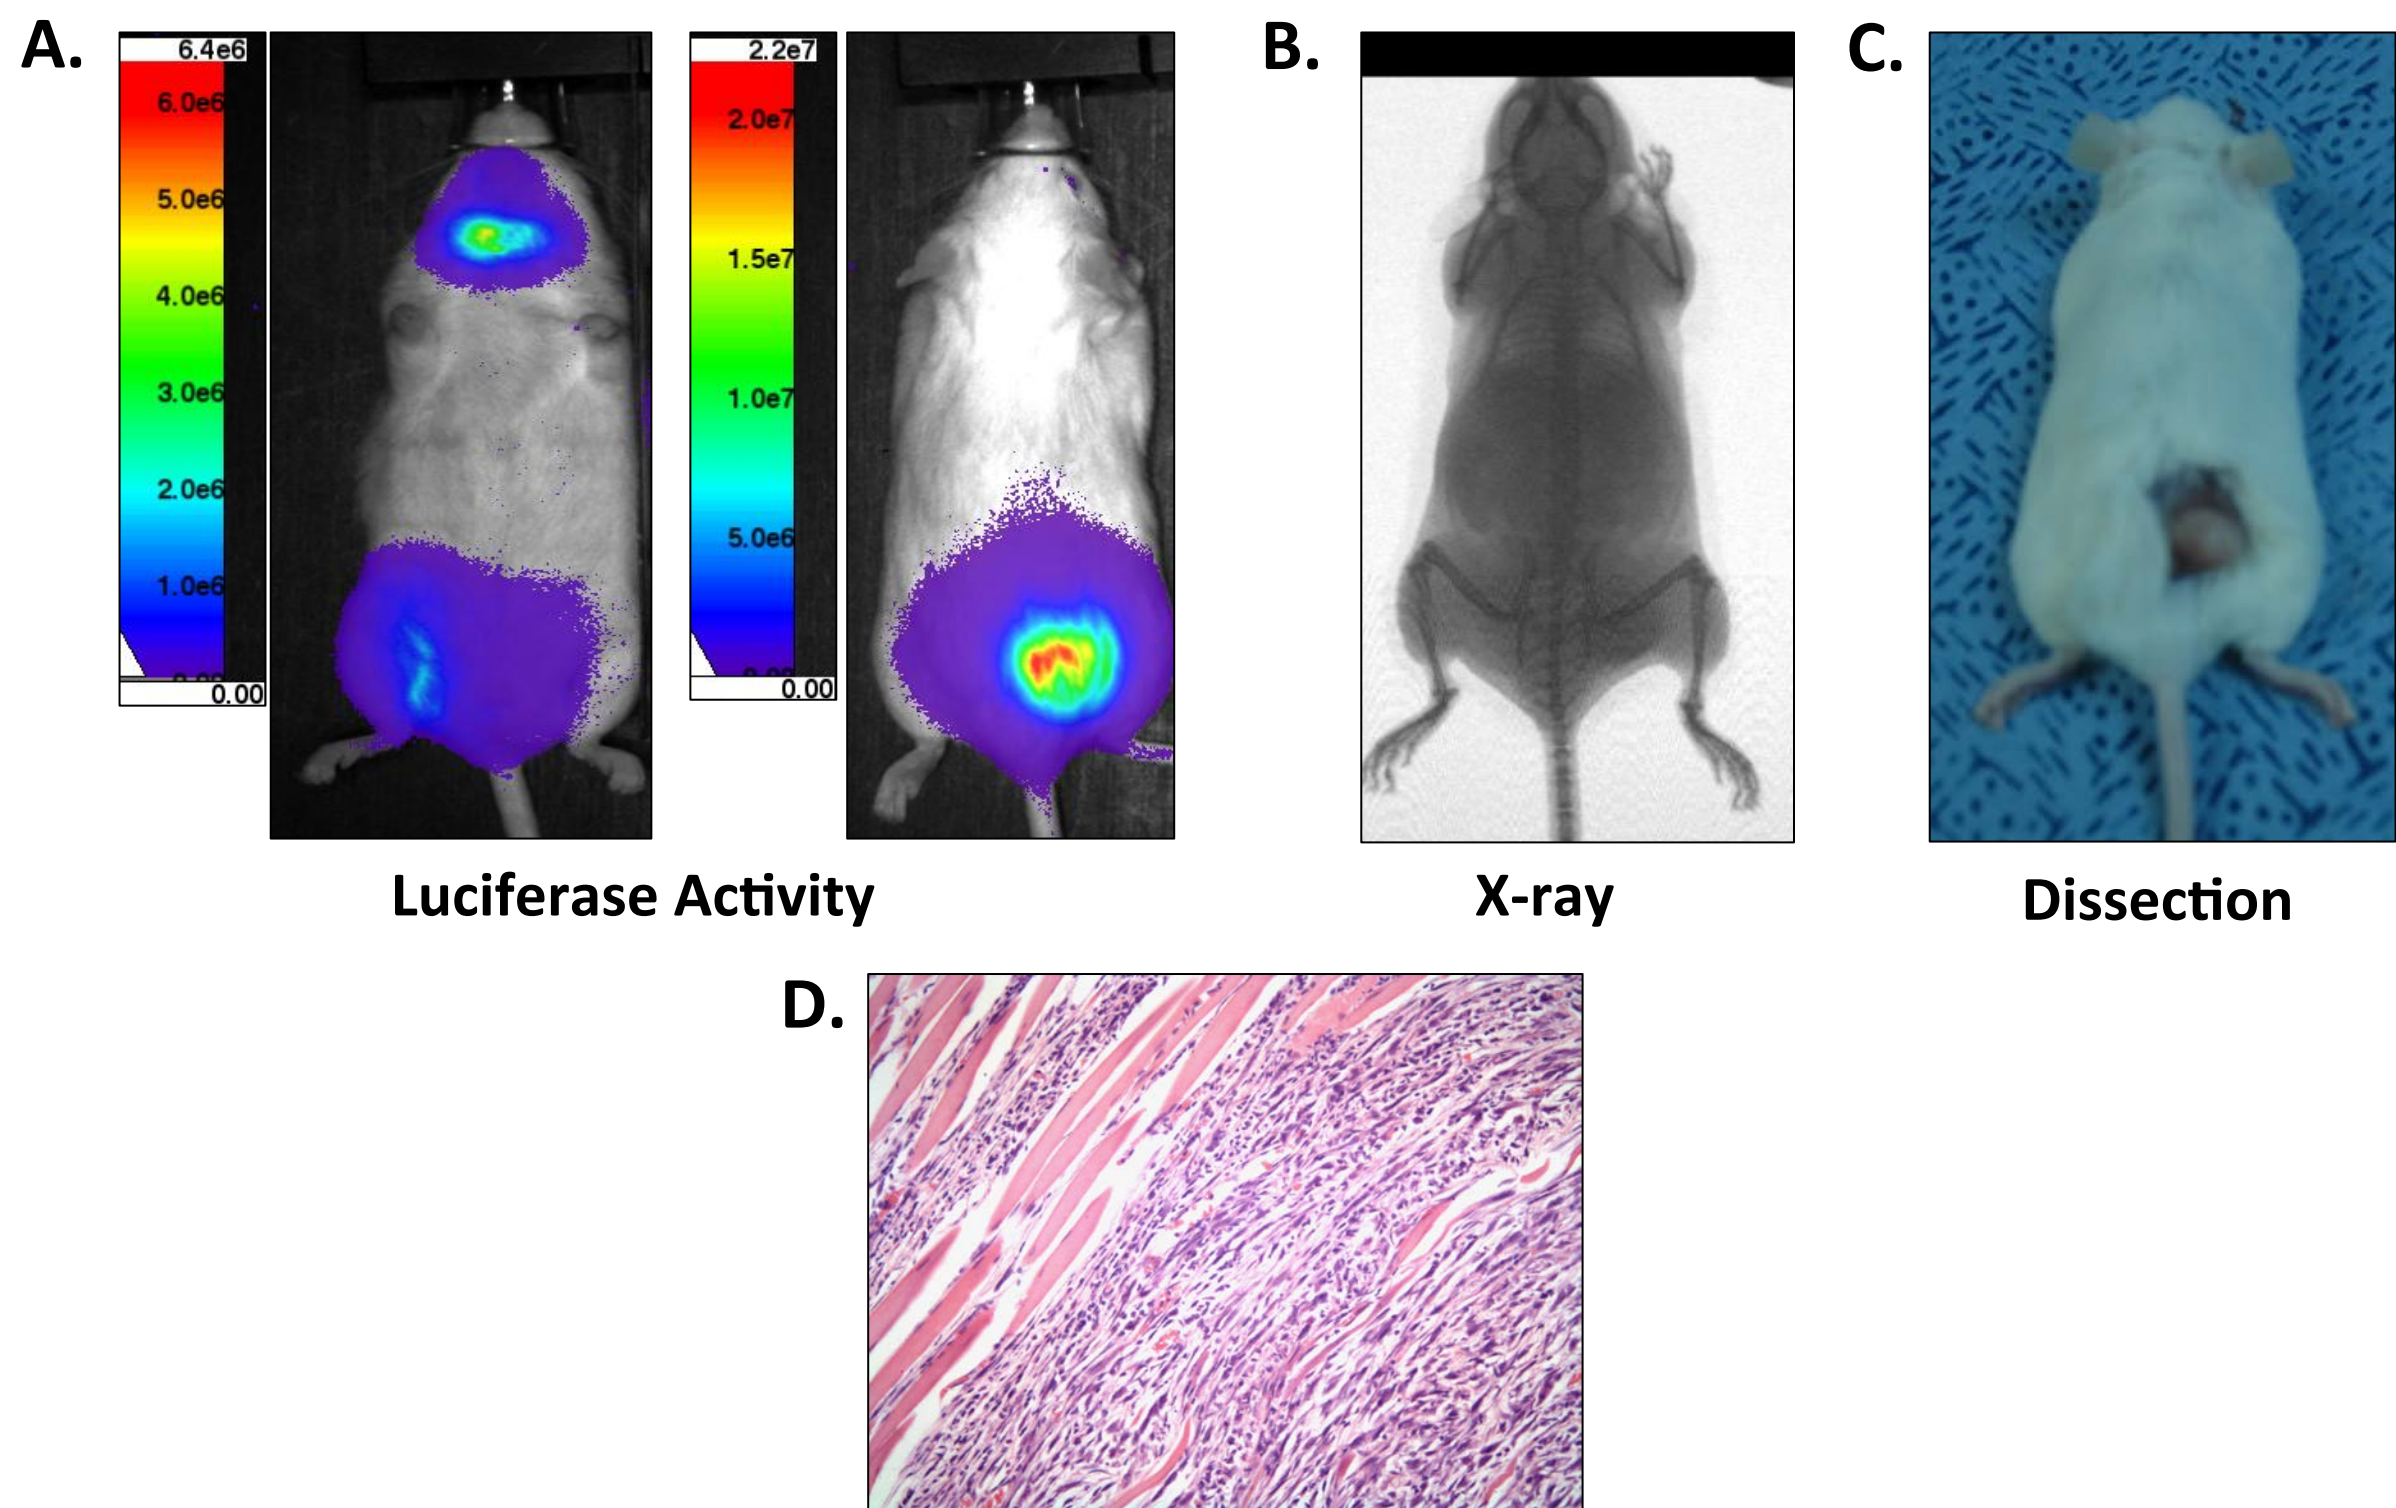 A.
6.4e6
6.0e6
5.0e6
4.0e6
3.0e6
2.0e6
1.0e6
0.00
2.2e7
2.0e7
1.5e7
1.0e7
5.0e6
0.00
B.
C.
Luciferase Activity
X-ray
Dissection
D.